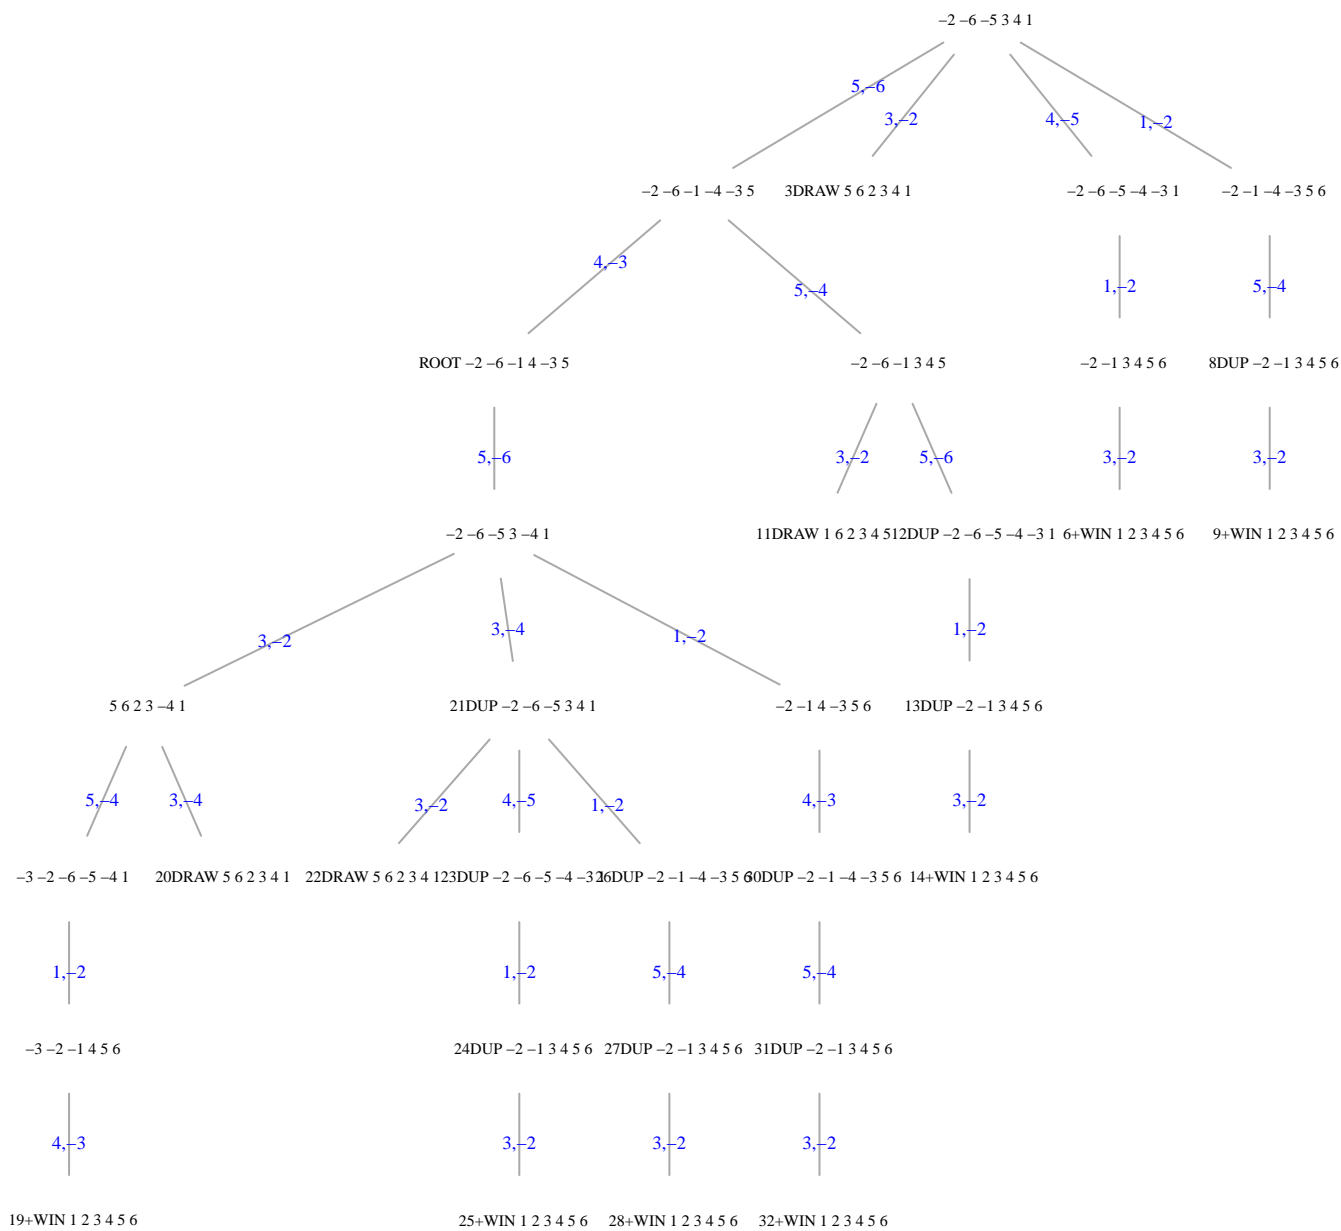 –2 –6 –5 3 4 1
5,–6
3,–2
4,–5
1,–2
–2 –6 –1 –4 –3 5
3DRAW 5 6 2 3 4 1
–2 –6 –5 –4 –3 1
–2 –1 –4 –3 5 6
4,–3
5,–4
1,–2
5,–4
ROOT –2 –6 –1 4 –3 5
–2 –6 –1 3 4 5
–2 –1 3 4 5 6
8DUP –2 –1 3 4 5 6
5,–6
3,–2
5,–6
3,–2
3,–2
–2 –6 –5 3 –4 1
11DRAW 1 6 2 3 4 5
12DUP –2 –6 –5 –4 –3 1
6+WIN 1 2 3 4 5 6
9+WIN 1 2 3 4 5 6
3,–2
3,–4
1,–2
1,–2
5 6 2 3 –4 1
21DUP –2 –6 –5 3 4 1
–2 –1 4 –3 5 6
13DUP –2 –1 3 4 5 6
5,–4
3,–4
3,–2
4,–5
1,–2
4,–3
3,–2
–3 –2 –6 –5 –4 1
20DRAW 5 6 2 3 4 1
22DRAW 5 6 2 3 4 1
23DUP –2 –6 –5 –4 –3 1
26DUP –2 –1 –4 –3 5 6
30DUP –2 –1 –4 –3 5 6
14+WIN 1 2 3 4 5 6
1,–2
1,–2
5,–4
5,–4
–3 –2 –1 4 5 6
24DUP –2 –1 3 4 5 6
27DUP –2 –1 3 4 5 6
31DUP –2 –1 3 4 5 6
4,–3
3,–2
3,–2
3,–2
19+WIN 1 2 3 4 5 6
25+WIN 1 2 3 4 5 6
28+WIN 1 2 3 4 5 6
32+WIN 1 2 3 4 5 6